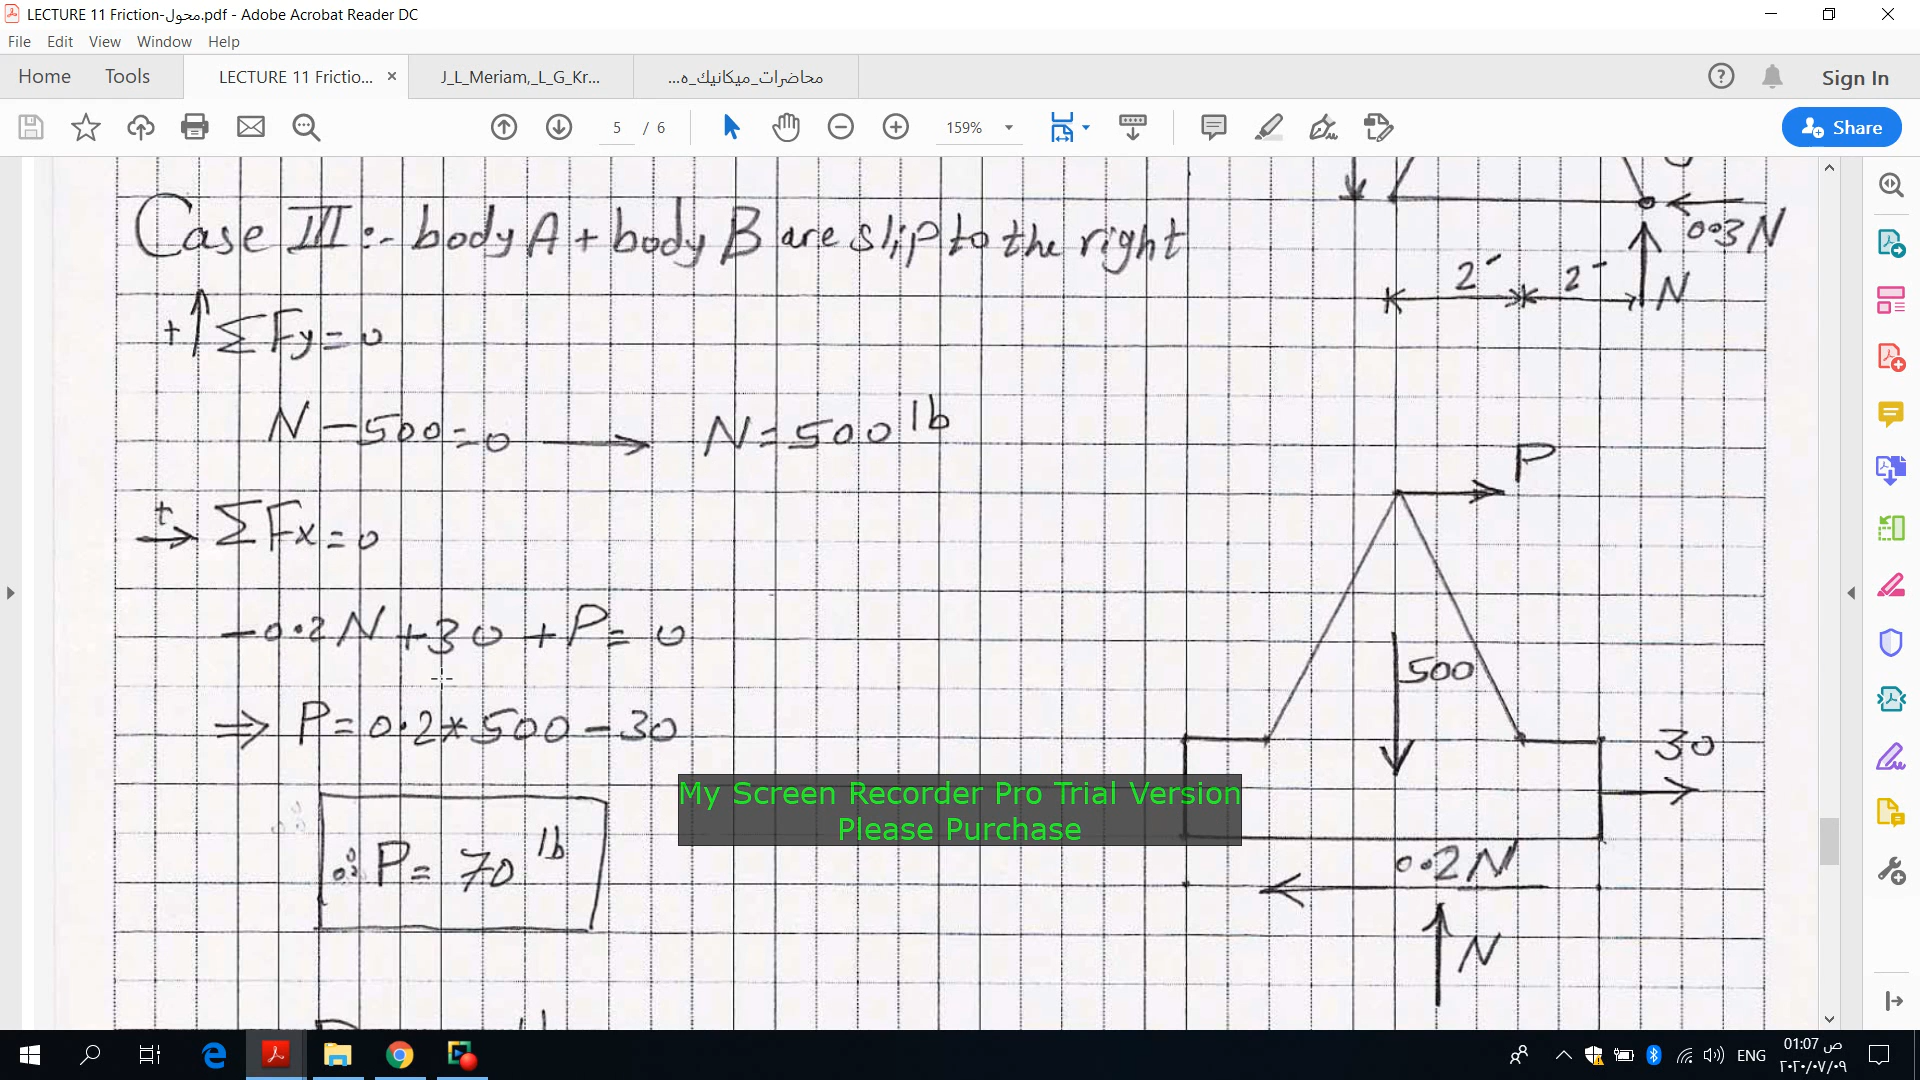 LECTURE 11 Friction-محول.pdf - Adobe Acrobat Reader DC
File Edit View Window Help
Home Tools LECTURE 11 Frictio... × J_L_Meriam,_L_G_Kr... محاضرات_ميكانيك_ه... Sign In
5 / 6 159% Share
Case III :- body A + body B are slip to the right
0.3N
2' 2' N
+ ΣFy = 0
N - 500 = 0 → N = 500 lb
P
+ ΣFx = 0
-0.2N + 30 + P = 0
500
⇒ P = 0.2 * 500 - 30
30
My Screen Recorder Pro Trial Version
Please Purchase
∴ P = 70 lb
0.2N
N
ENG 01:07 ص
٢٠٢٠/٠٧/٠٩